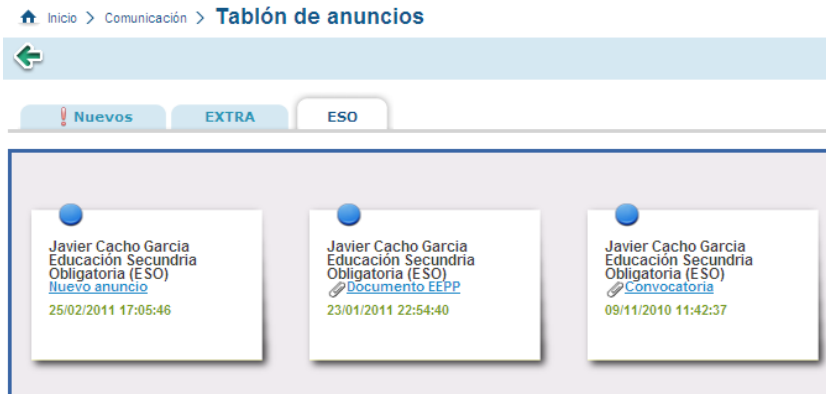 Inicio > Comunicación > Tablón de anuncios
Nuevos EXTRA ESO
Javier Cacho Garcia
Educación Secundria
Obligatoria (ESO)
Nuevo anuncio
25/02/2011 17:05:46
Javier Cacho Garcia
Educación Secundria
Obligatoria (ESO)
Documento EEPP
23/01/2011 22:54:40
Javier Cacho Garcia
Educación Secundria
Obligatoria (ESO)
Convocatoria
09/11/2010 11:42:37